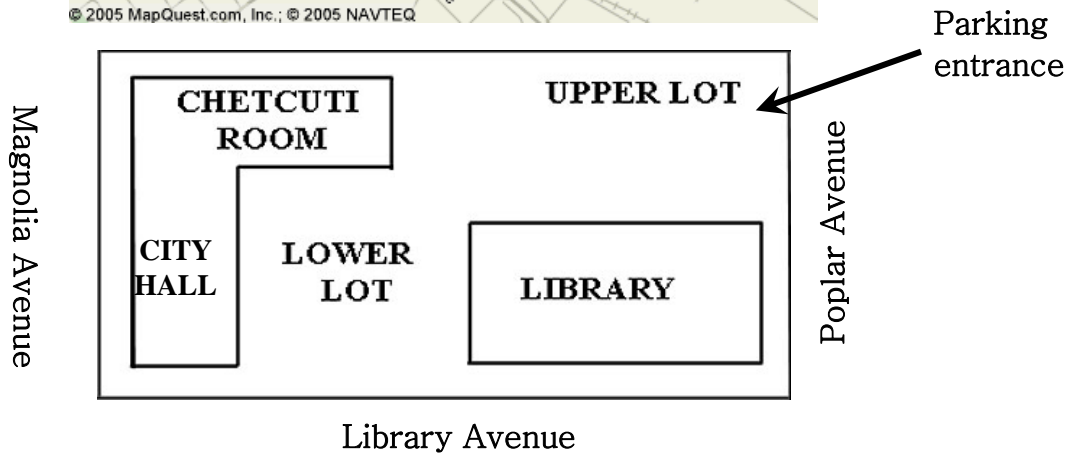 © 2005 MapQuest.com, Inc.; © 2005 NAVTEQ
Parking
entrance
CHETCUTI
ROOM
UPPER LOT
Magnolia Avenue
CITY
HALL
LOWER
LOT
LIBRARY
Poplar Avenue
Library Avenue